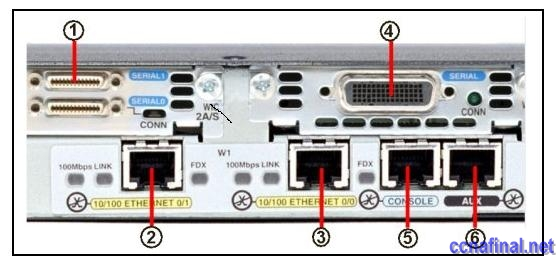 1
4
SERIAL1
SERIAL
SERIAL0
CONN
WIC
2A/S
CONN
W1
100Mbps LINK
FDX
100Mbps LINK
FDX
10/100 ETHERNET 0/1
10/100 ETHERNET 0/0
CONSOLE
AUX
2
3
5
6
ccnafinal.net